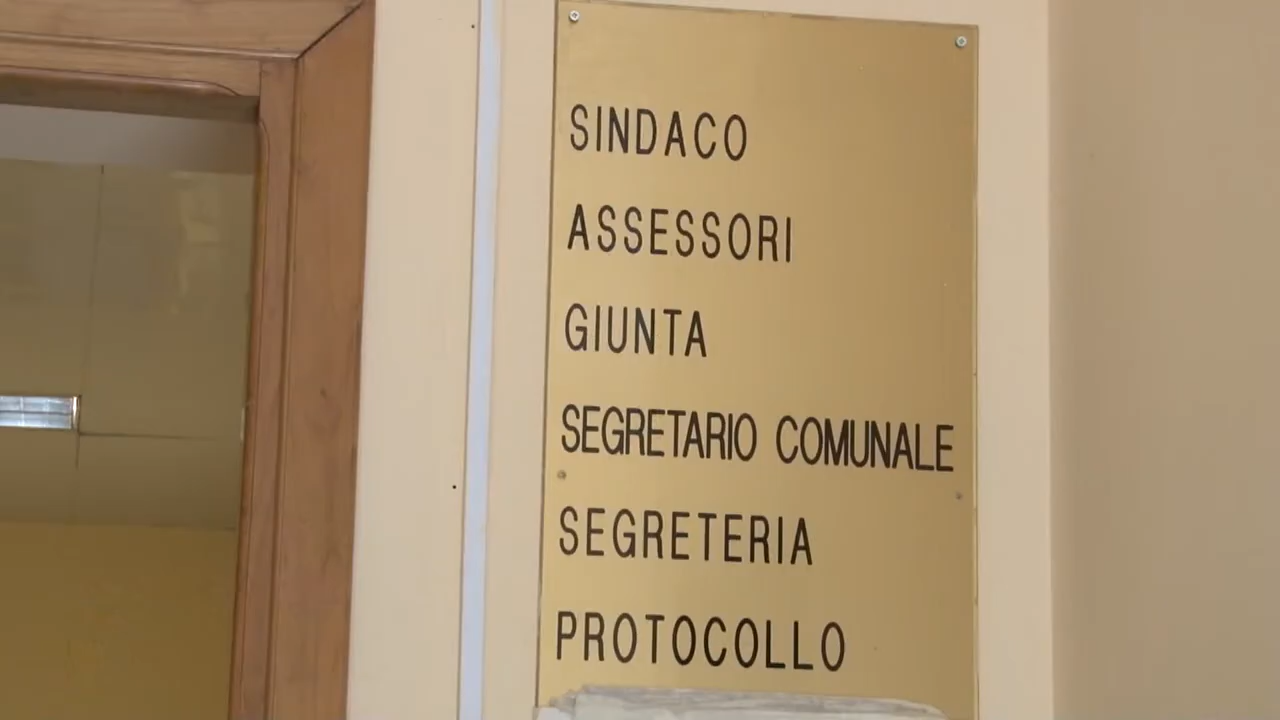 SINDACO
ASSESSORI
GIUNTA
SEGRETARIO COMUNALE
SEGRETERIA
PROTOCOLLO